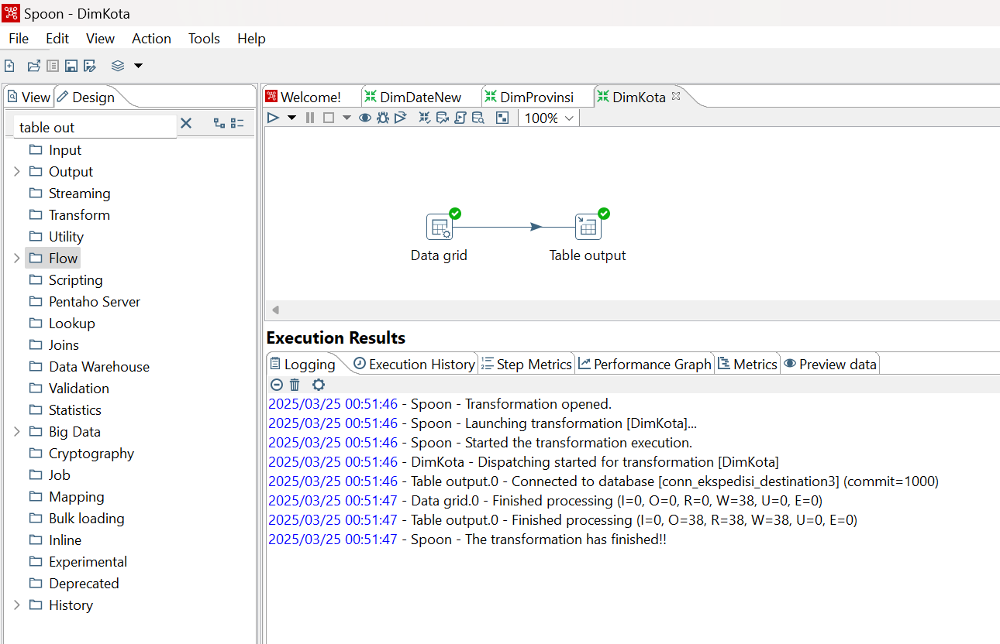 Spoon - DimKota
File Edit View Action Tools Help
View Design
table out
Input
Output
Streaming
Transform
Utility
Flow
Scripting
Pentaho Server
Lookup
Joins
Data Warehouse
Validation
Statistics
Big Data
Cryptography
Job
Mapping
Bulk loading
Inline
Experimental
Deprecated
History
Welcome! DimDateNew DimProvinsi DimKota
100%
Data grid Table output
Execution Results
Logging Execution History Step Metrics Performance Graph Metrics Preview data
2025/03/25 00:51:46 - Spoon - Transformation opened.
2025/03/25 00:51:46 - Spoon - Launching transformation [DimKota]...
2025/03/25 00:51:46 - Spoon - Started the transformation execution.
2025/03/25 00:51:46 - DimKota - Dispatching started for transformation [DimKota]
2025/03/25 00:51:46 - Table output.0 - Connected to database [conn_ekspedisi_destination3] (commit=1000)
2025/03/25 00:51:47 - Data grid.0 - Finished processing (I=0, O=0, R=0, W=38, U=0, E=0)
2025/03/25 00:51:47 - Table output.0 - Finished processing (I=0, O=38, R=38, W=38, U=0, E=0)
2025/03/25 00:51:47 - Spoon - The transformation has finished!!